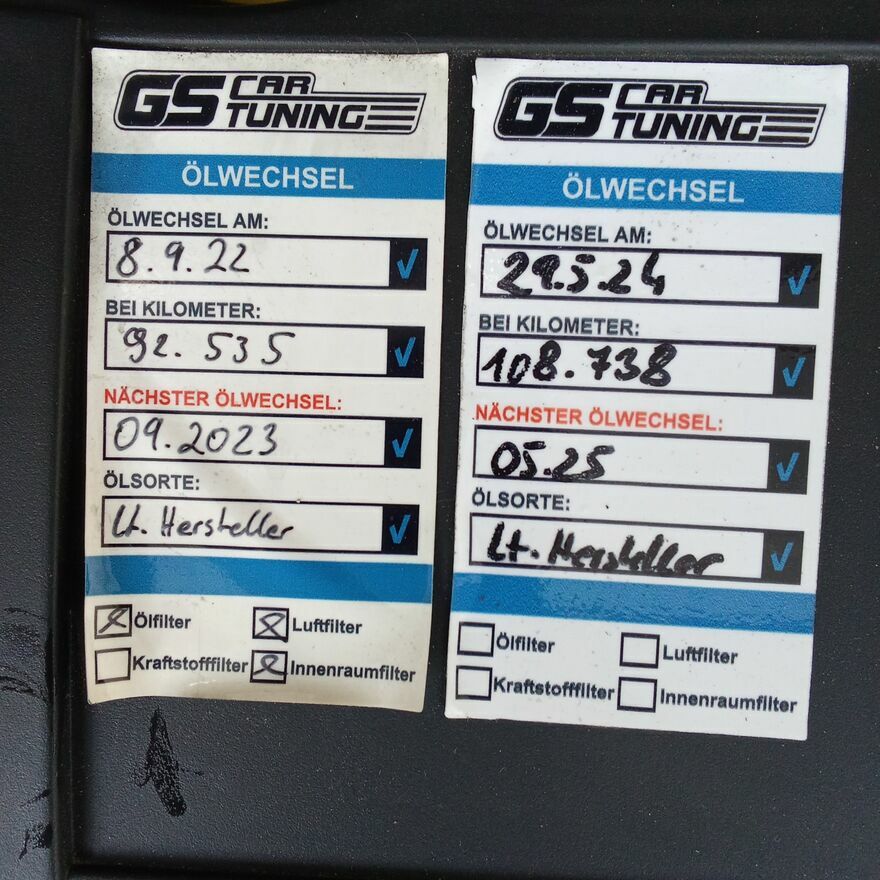 GS CAR TUNING
ÖLWECHSEL
ÖLWECHSEL AM:
8.9.22
BEI KILOMETER:
92.535
NÄCHSTER ÖLWECHSEL:
09.2023
ÖLSORTE:
Lt. Hersteller
Ölfilter Luftfilter
Kraftstofffilter Innenraumfilter
GS CAR TUNING
ÖLWECHSEL
ÖLWECHSEL AM:
29.5.24
BEI KILOMETER:
108.738
NÄCHSTER ÖLWECHSEL:
05.25
ÖLSORTE:
Lt. Hersteller
Ölfilter Luftfilter
Kraftstofffilter Innenraumfilter